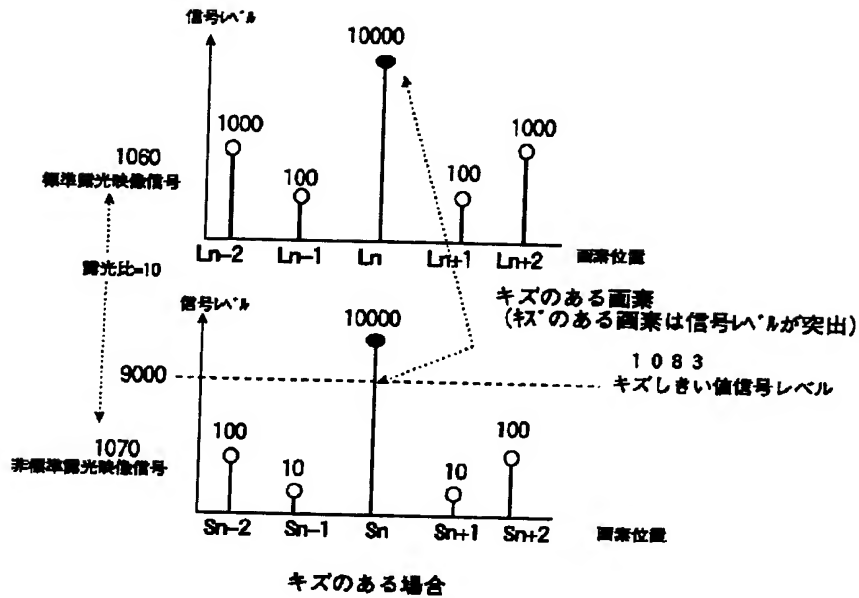 信号レベル
10000
1000
1000
1060
標準露光映像信号
100
100
Ln-2 Ln-1 Ln Ln+1 Ln+2 画素位置
露光比=10
キズのある画素
(キズのある画素は信号レベルが突出)
信号レベル
10000
1083
9000
キズしきい値信号レベル
1070
非標準露光映像信号
100
100
10
10
Sn-2 Sn-1 Sn Sn+1 Sn+2 画素位置
キズのある場合